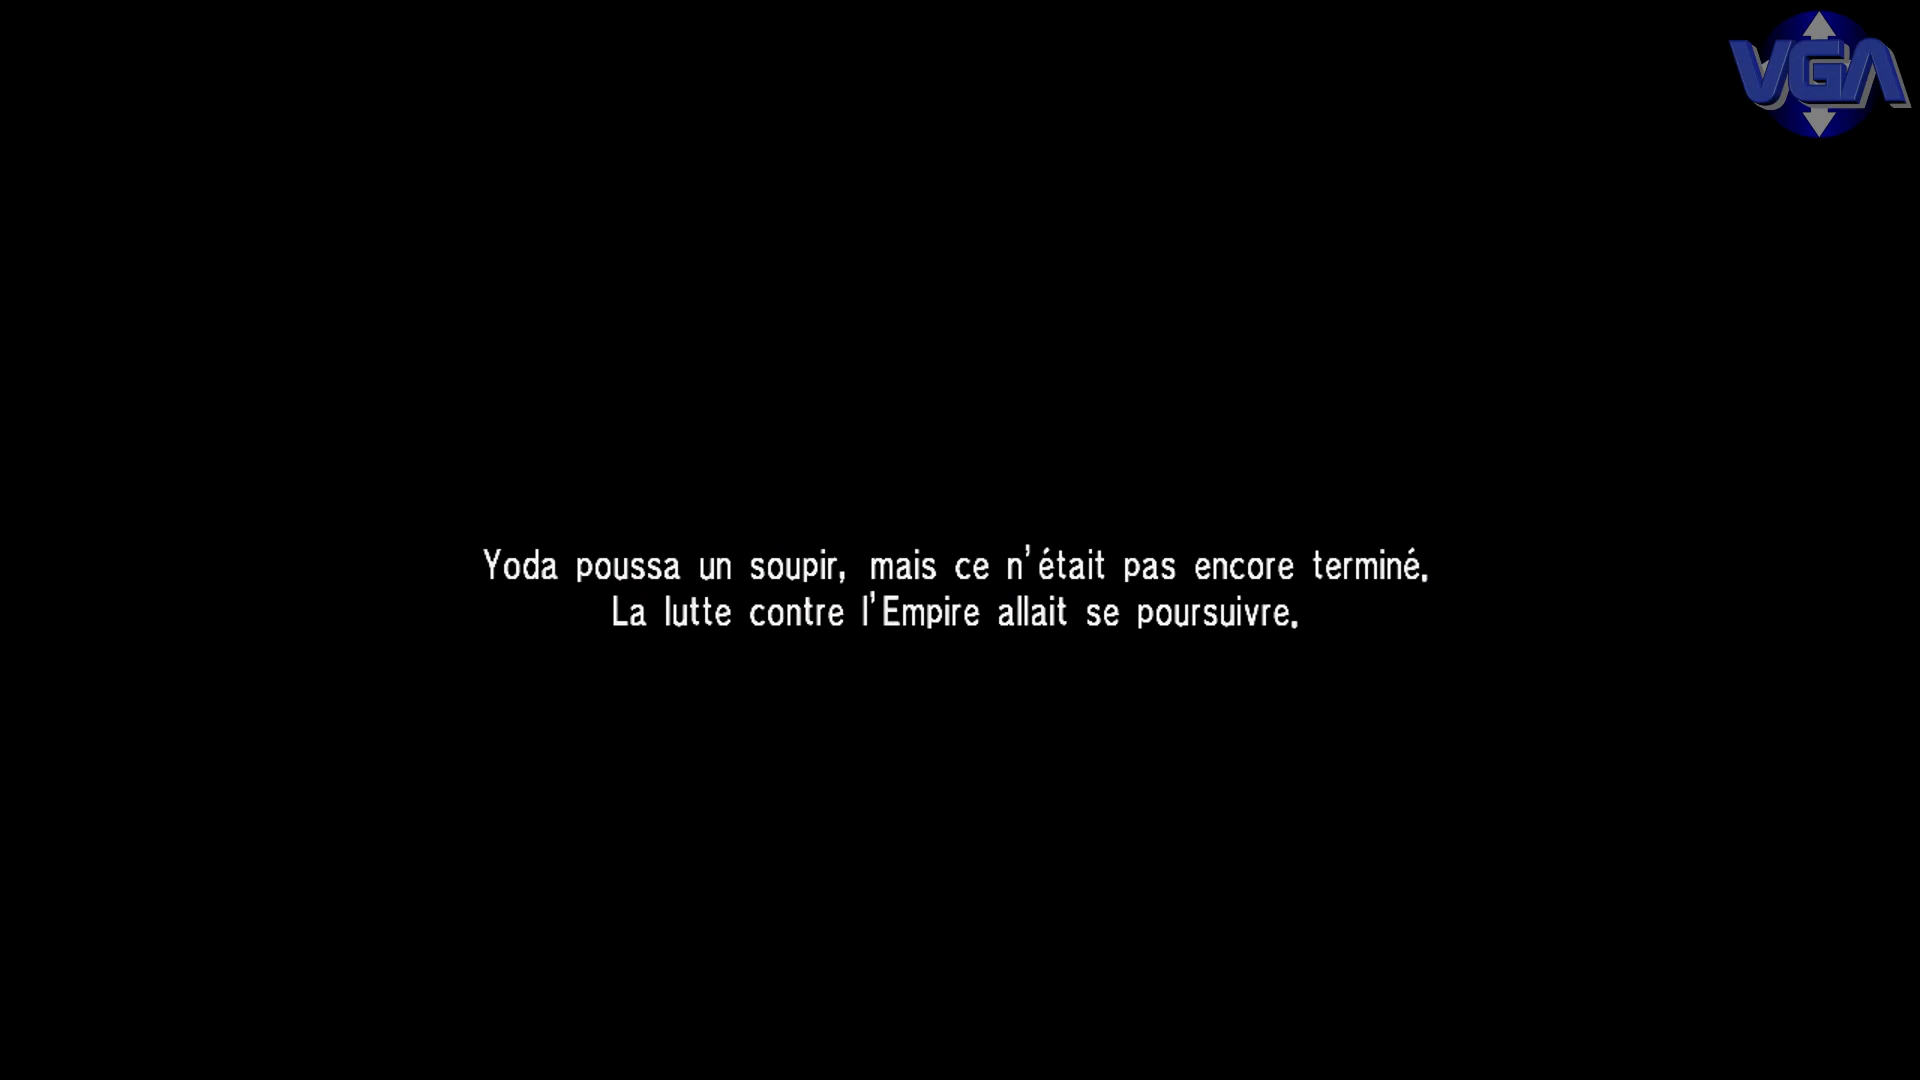 VGA
Yoda poussa un soupir, mais ce n'était pas encore terminé.
La lutte contre l'Empire allait se poursuivre.